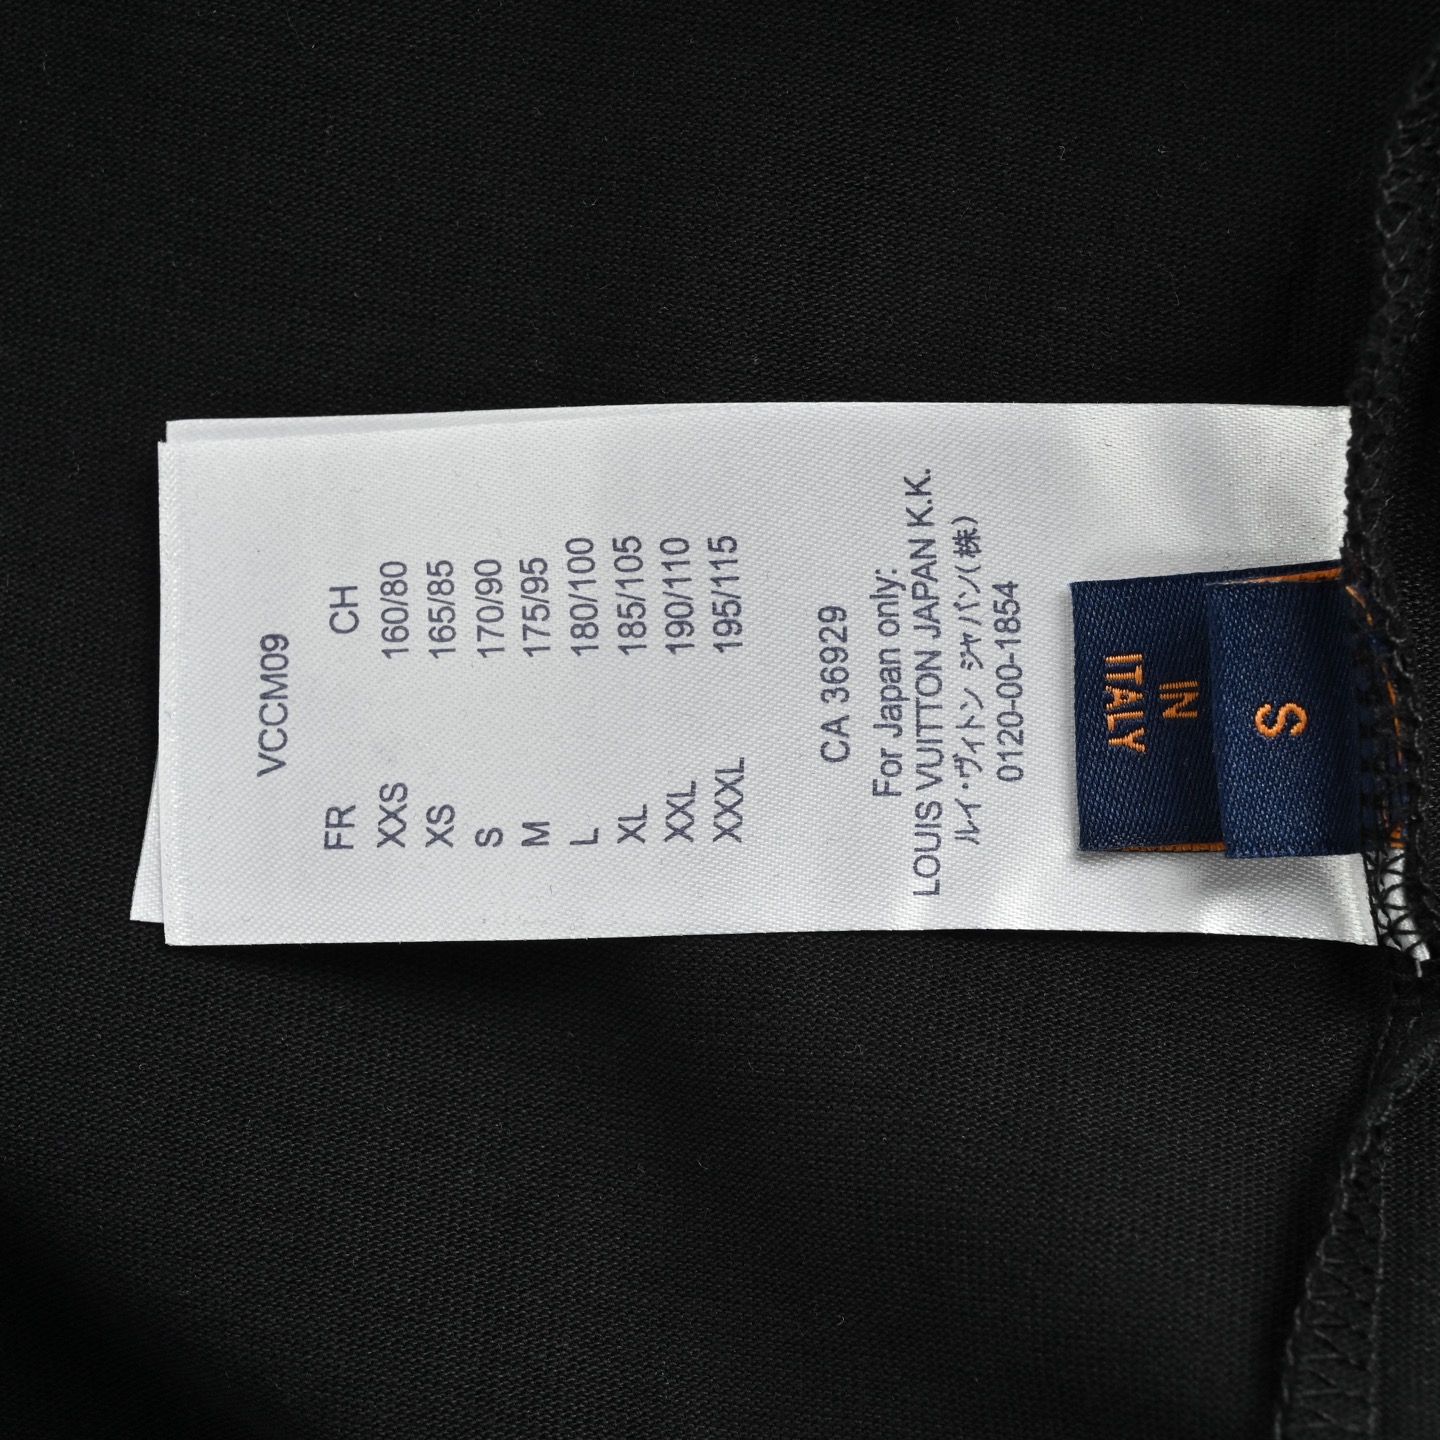 VCCM09
FR CH
XXS 160/80
XS 165/85
S 170/90
M 175/95
L 180/100
XL 185/105
XXL 190/110
XXXL 195/115
CA 36929
For Japan only:
LOUIS VUITTON JAPAN K.K.
ルイ・ヴィトン ジャパン(株)
0120-00-1854
S
IN
ITALY